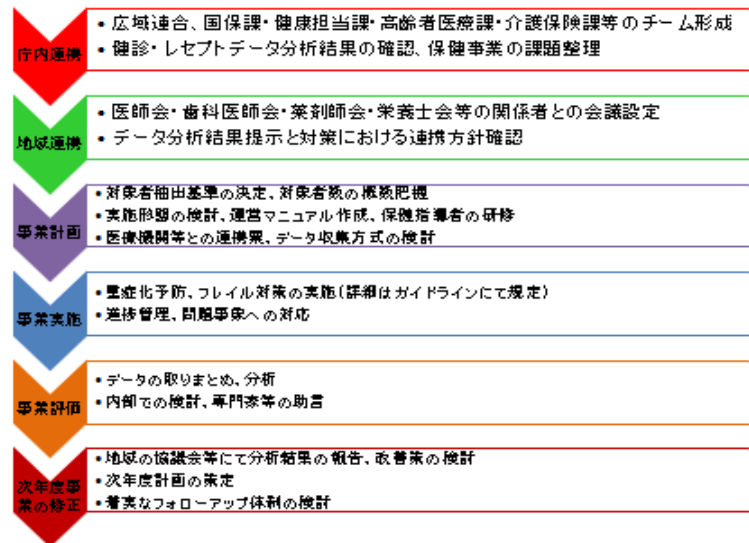 庁内連携
• 広域連合、国保課・健康担当課・高齢者医療課・介護保険課等のチーム形成
• 健診・レセプトデータ分析結果の確認、保健事業の課題整理
地域連携
• 医師会・歯科医師会・薬剤師会・栄養士会等の関係者との会議設定
• データ分析結果提示と対策における連携方針確認
事業計画
• 対象者抽出基準の決定、対象者数の概数把握
• 実施形態の検討、運営マニュアル作成、保健指導者の研修
• 医療機関等との連携票、データ収集方式の検討
事業実施
• 重症化予防、フレイル対策の実施(詳細はガイドラインにて規定)
• 進捗管理、問題事象への対応
事業評価
• データの取りまとめ、分析
• 内部での検討、専門家等の助言
次年度事
業の修正
• 地域の協議会等にて分析結果の報告、改善策の検討
• 次年度計画の策定
• 着実なフォローアップ体制の検討